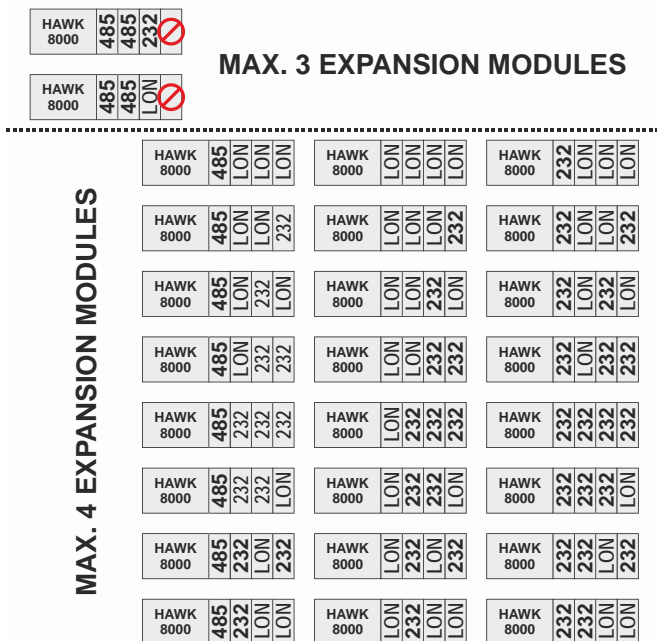 HAWK 8000 485 485 232
MAX. 3 EXPANSION MODULES
HAWK 8000 485 485 LON
MAX. 4 EXPANSION MODULES
HAWK 8000 485 LON LON LON
HAWK 8000 LON LON LON LON
HAWK 8000 232 LON LON LON
HAWK 8000 485 LON LON 232
HAWK 8000 LON LON LON 232
HAWK 8000 232 LON LON 232
HAWK 8000 485 LON 232 LON
HAWK 8000 LON LON 232 LON
HAWK 8000 232 LON 232 LON
HAWK 8000 485 LON 232 232
HAWK 8000 LON LON 232 232
HAWK 8000 232 LON 232 232
HAWK 8000 485 232 232 232
HAWK 8000 LON 232 232 232
HAWK 8000 232 232 232 232
HAWK 8000 485 232 232 LON
HAWK 8000 LON 232 232 LON
HAWK 8000 232 232 232 LON
HAWK 8000 485 232 LON 232
HAWK 8000 LON 232 LON 232
HAWK 8000 232 232 LON 232
HAWK 8000 485 232 LON LON
HAWK 8000 LON 232 LON LON
HAWK 8000 232 232 LON LON